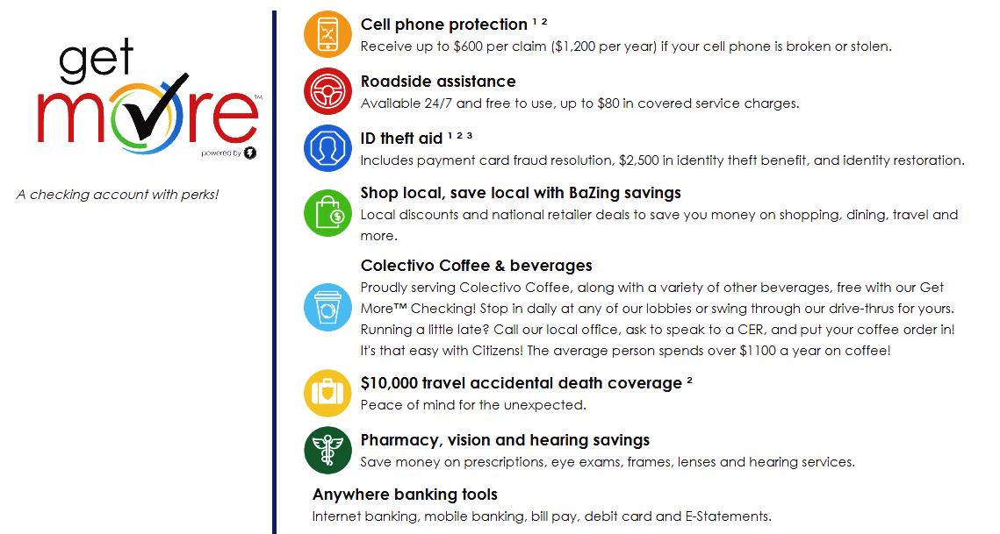 get
more™
powered by
A checking account with perks!
Cell phone protection ¹ ²
Receive up to $600 per claim ($1,200 per year) if your cell phone is broken or stolen.
Roadside assistance
Available 24/7 and free to use, up to $80 in covered service charges.
ID theft aid ¹ ² ³
Includes payment card fraud resolution, $2,500 in identity theft benefit, and identity restoration.
Shop local, save local with BaZing savings
Local discounts and national retailer deals to save you money on shopping, dining, travel and
more.
Colectivo Coffee & beverages
Proudly serving Colectivo Coffee, along with a variety of other beverages, free with our Get
More™ Checking! Stop in daily at any of our lobbies or swing through our drive-thrus for yours.
Running a little late? Call our local office, ask to speak to a CER, and put your coffee order in!
It's that easy with Citizens! The average person spends over $1100 a year on coffee!
$10,000 travel accidental death coverage ²
Peace of mind for the unexpected.
Pharmacy, vision and hearing savings
Save money on prescriptions, eye exams, frames, lenses and hearing services.
Anywhere banking tools
Internet banking, mobile banking, bill pay, debit card and E-Statements.